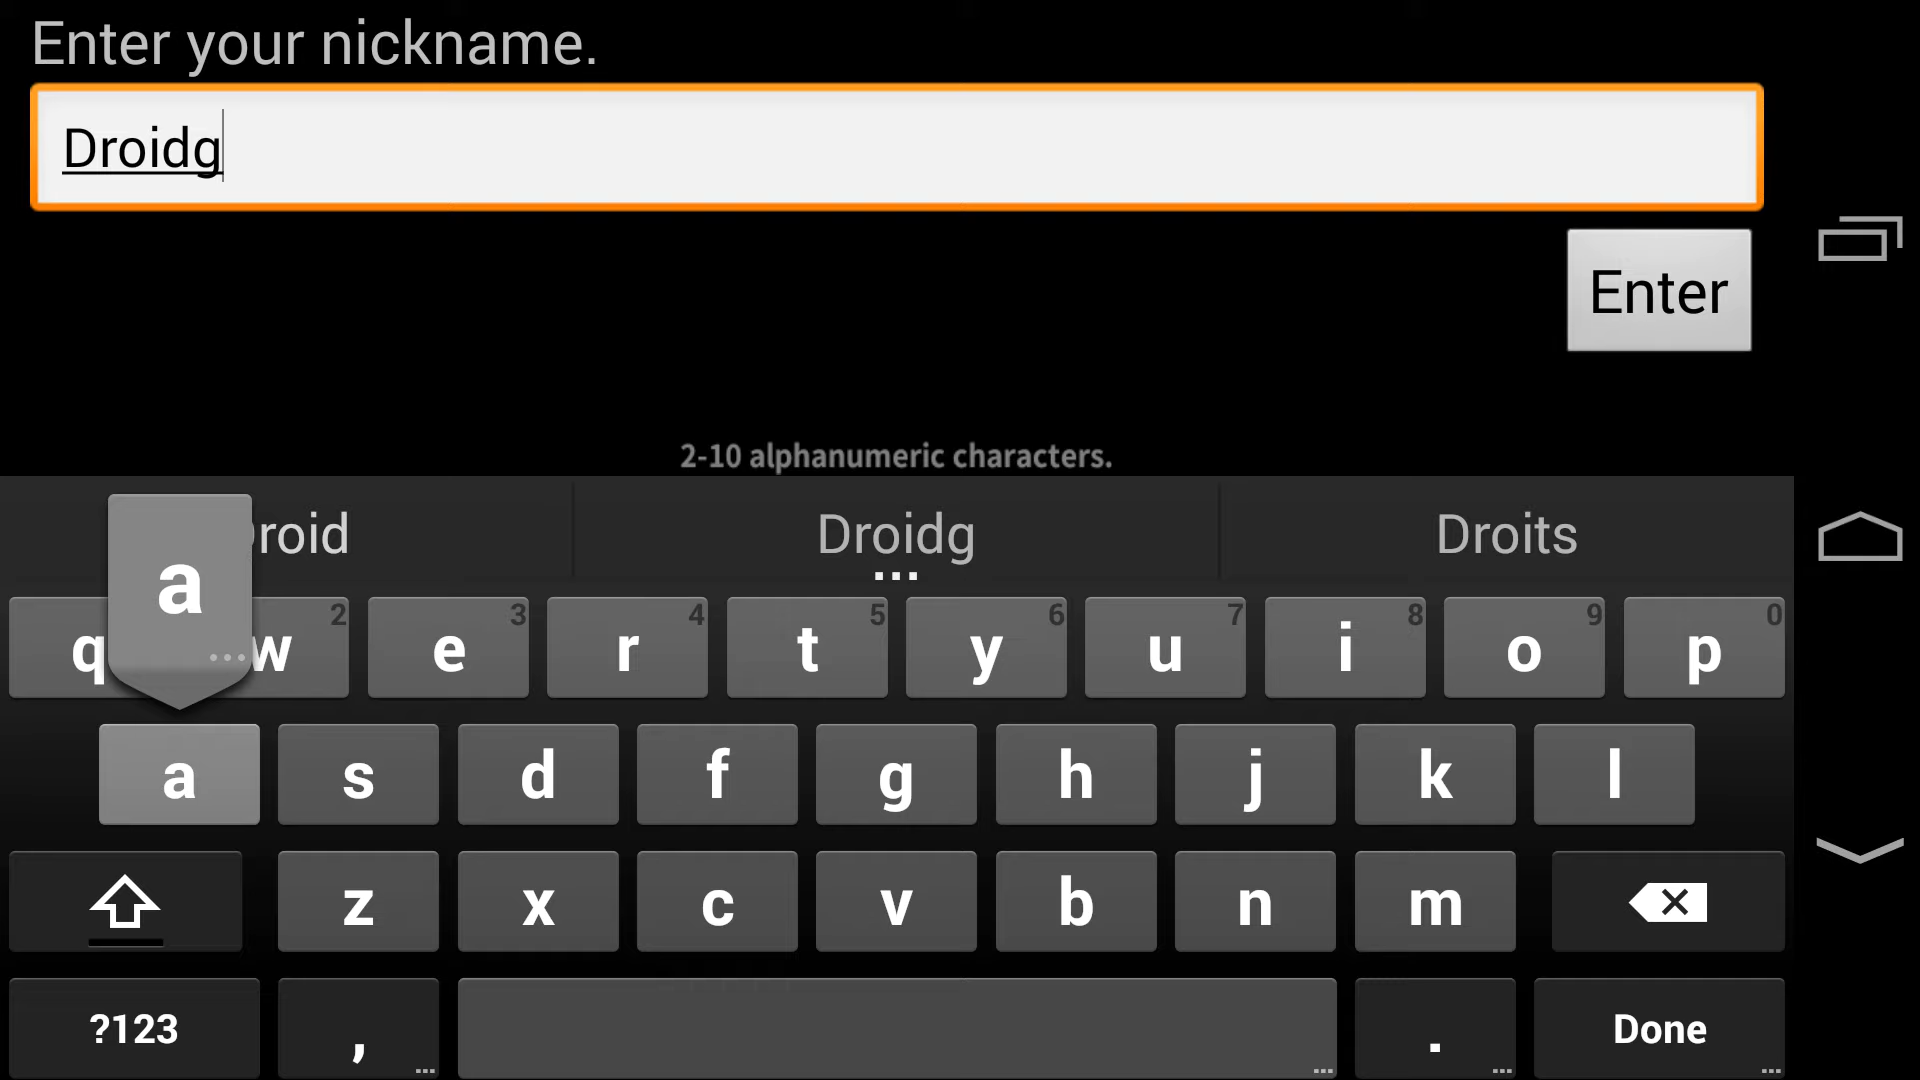 Enter your nickname.
Droidg
Enter
2-10 alphanumeric characters.
roid Droidg Droits
a
q w 2 e 3 r 4 t 5 y 6 u 7 i 8 o 9 p 0
a s d f g h j k l
z x c v b n m
?123 , . Done